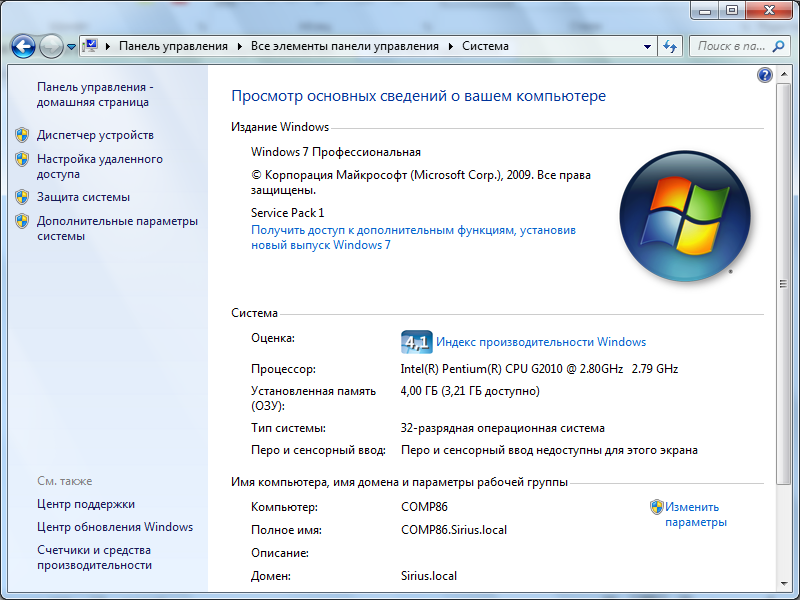 Панель управления ▸ Все элементы панели управления ▸ Система
Поиск в па...
Панель управления -
домашняя страница
Диспетчер устройств
Настройка удаленного
доступа
Защита системы
Дополнительные параметры
системы
См. также
Центр поддержки
Центр обновления Windows
Счетчики и средства
производительности
Просмотр основных сведений о вашем компьютере
Издание Windows
Windows 7 Профессиональная
© Корпорация Майкрософт (Microsoft Corp.), 2009. Все права
защищены.
Service Pack 1
Получить доступ к дополнительным функциям, установив
новый выпуск Windows 7
Система
Оценка: 4,1 Индекс производительности Windows
Процессор: Intel(R) Pentium(R) CPU G2010 @ 2.80GHz 2.79 GHz
Установленная память
(ОЗУ): 4,00 ГБ (3,21 ГБ доступно)
Тип системы: 32-разрядная операционная система
Перо и сенсорный ввод: Перо и сенсорный ввод недоступны для этого экрана
Имя компьютера, имя домена и параметры рабочей группы
Компьютер: COMP86
Изменить
параметры
Полное имя: COMP86.Sirius.local
Описание:
Домен: Sirius.local